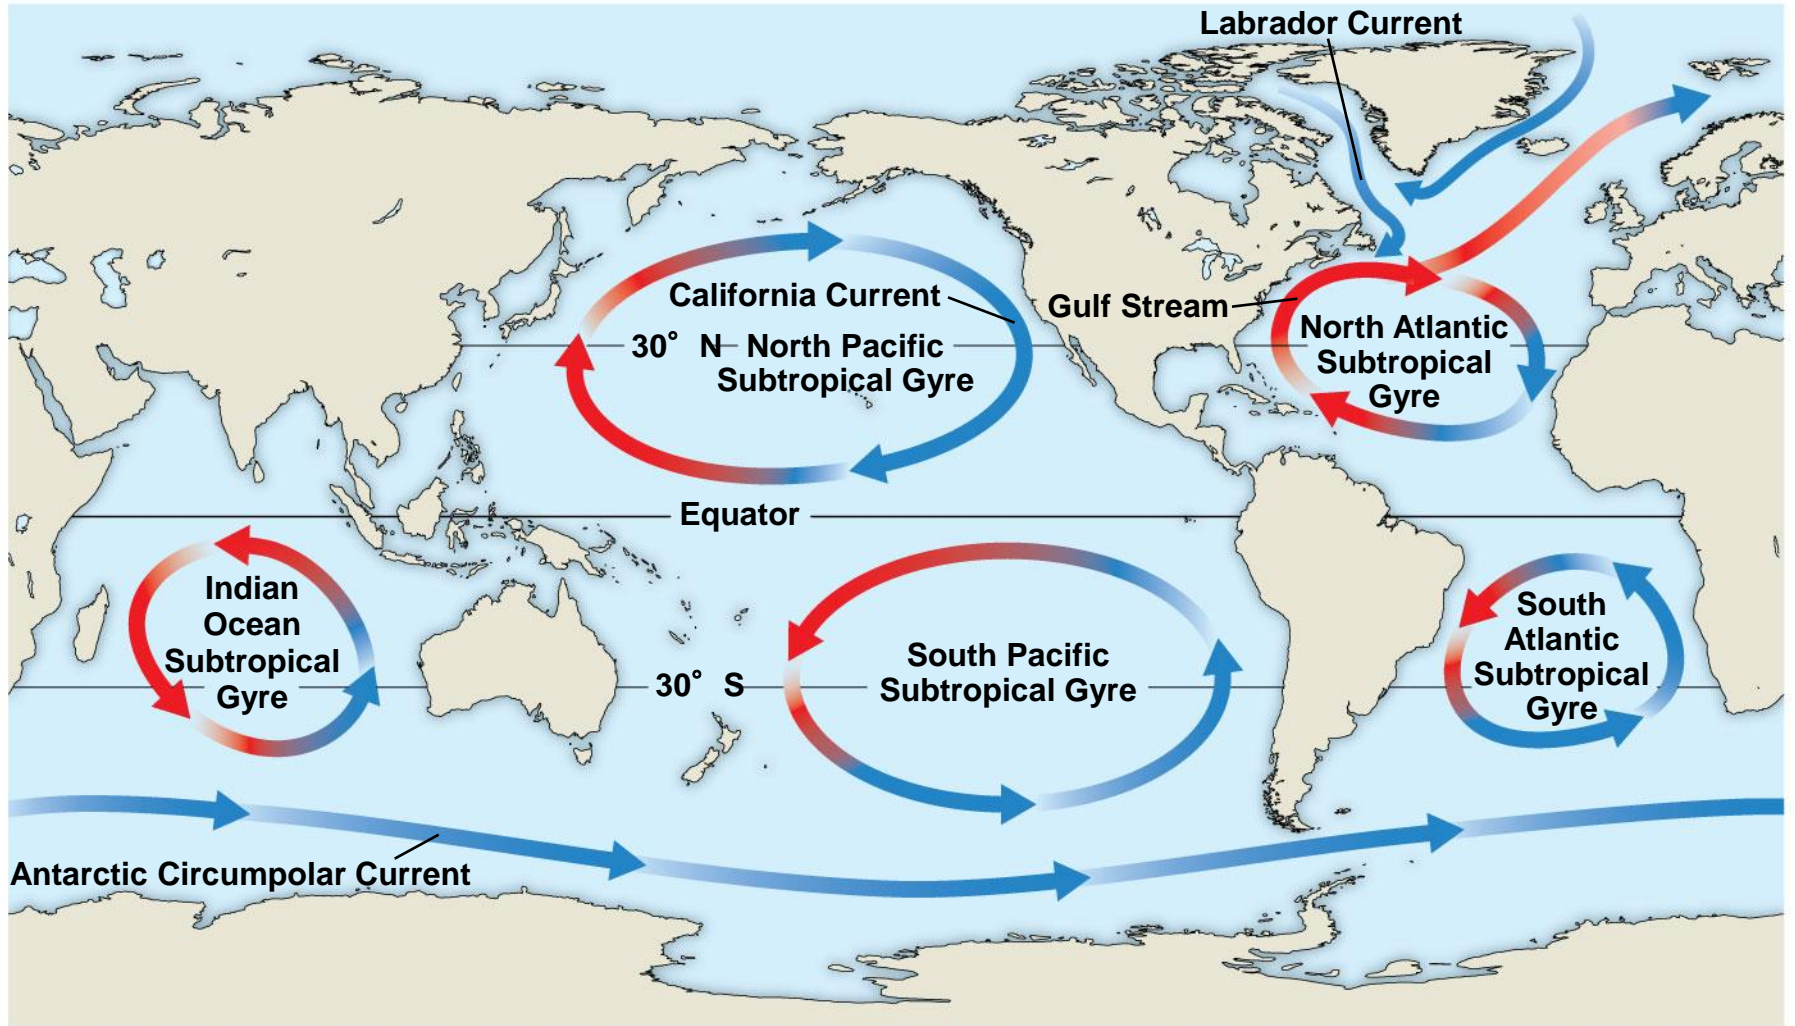 Labrador Current
California Current
Gulf Stream
30° N North Pacific
Subtropical Gyre
North Atlantic
Subtropical
Gyre
Equator
Indian
Ocean
Subtropical
Gyre
30° S
South Pacific
Subtropical Gyre
South
Atlantic
Subtropical
Gyre
Antarctic Circumpolar Current